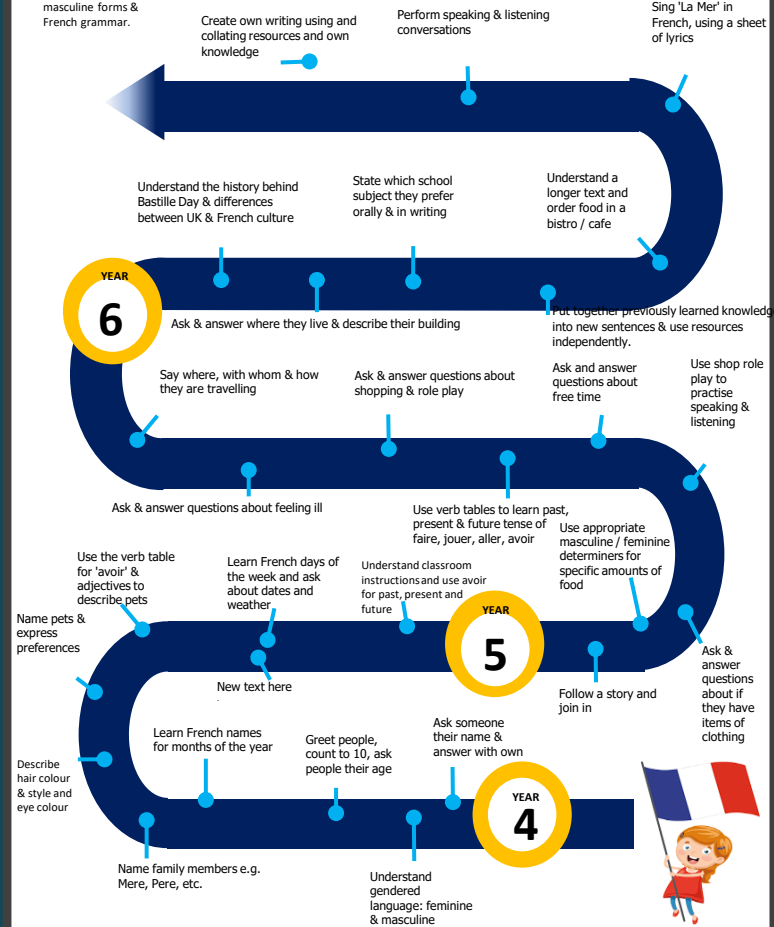 masculine forms &
French grammar.
Create own writing using and
collating resources and own
knowledge
Perform speaking & listening
conversations
Sing 'La Mer' in
French, using a sheet
of lyrics
Understand the history behind
Bastille Day & differences
between UK & French culture
State which school
subject they prefer
orally & in writing
Understand a
longer text and
order food in a
bistro / cafe
YEAR
6
Ask & answer where they live & describe their building
Put together previously learned knowledge
into new sentences & use resources
independently.
Say where, with whom & how
they are travelling
Ask & answer questions about
shopping & role play
Ask and answer
questions about
free time
Use shop role
play to
practise
speaking &
listening
Ask & answer questions about feeling ill
Use verb tables to learn past,
present & future tense of
faire, jouer, aller, avoir
Use appropriate
masculine / feminine
determiners for
specific amounts of
food
Use the verb table
for 'avoir' &
adjectives to
describe pets
Learn French days of
the week and ask
about dates and
weather
Understand classroom
instructions and use avoir
for past, present and
future
YEAR
5
Name pets &
express
preferences
New text here
.
Follow a story and
join in
Ask &
answer
questions
about if
they have
items of
clothing
Describe
hair colour
& style and
eye colour
Learn French names
for months of the year
Greet people,
count to 10, ask
people their age
Ask someone
their name &
answer with own
YEAR
4
Name family members e.g.
Mere, Pere, etc.
Understand
gendered
language: feminine
& masculine